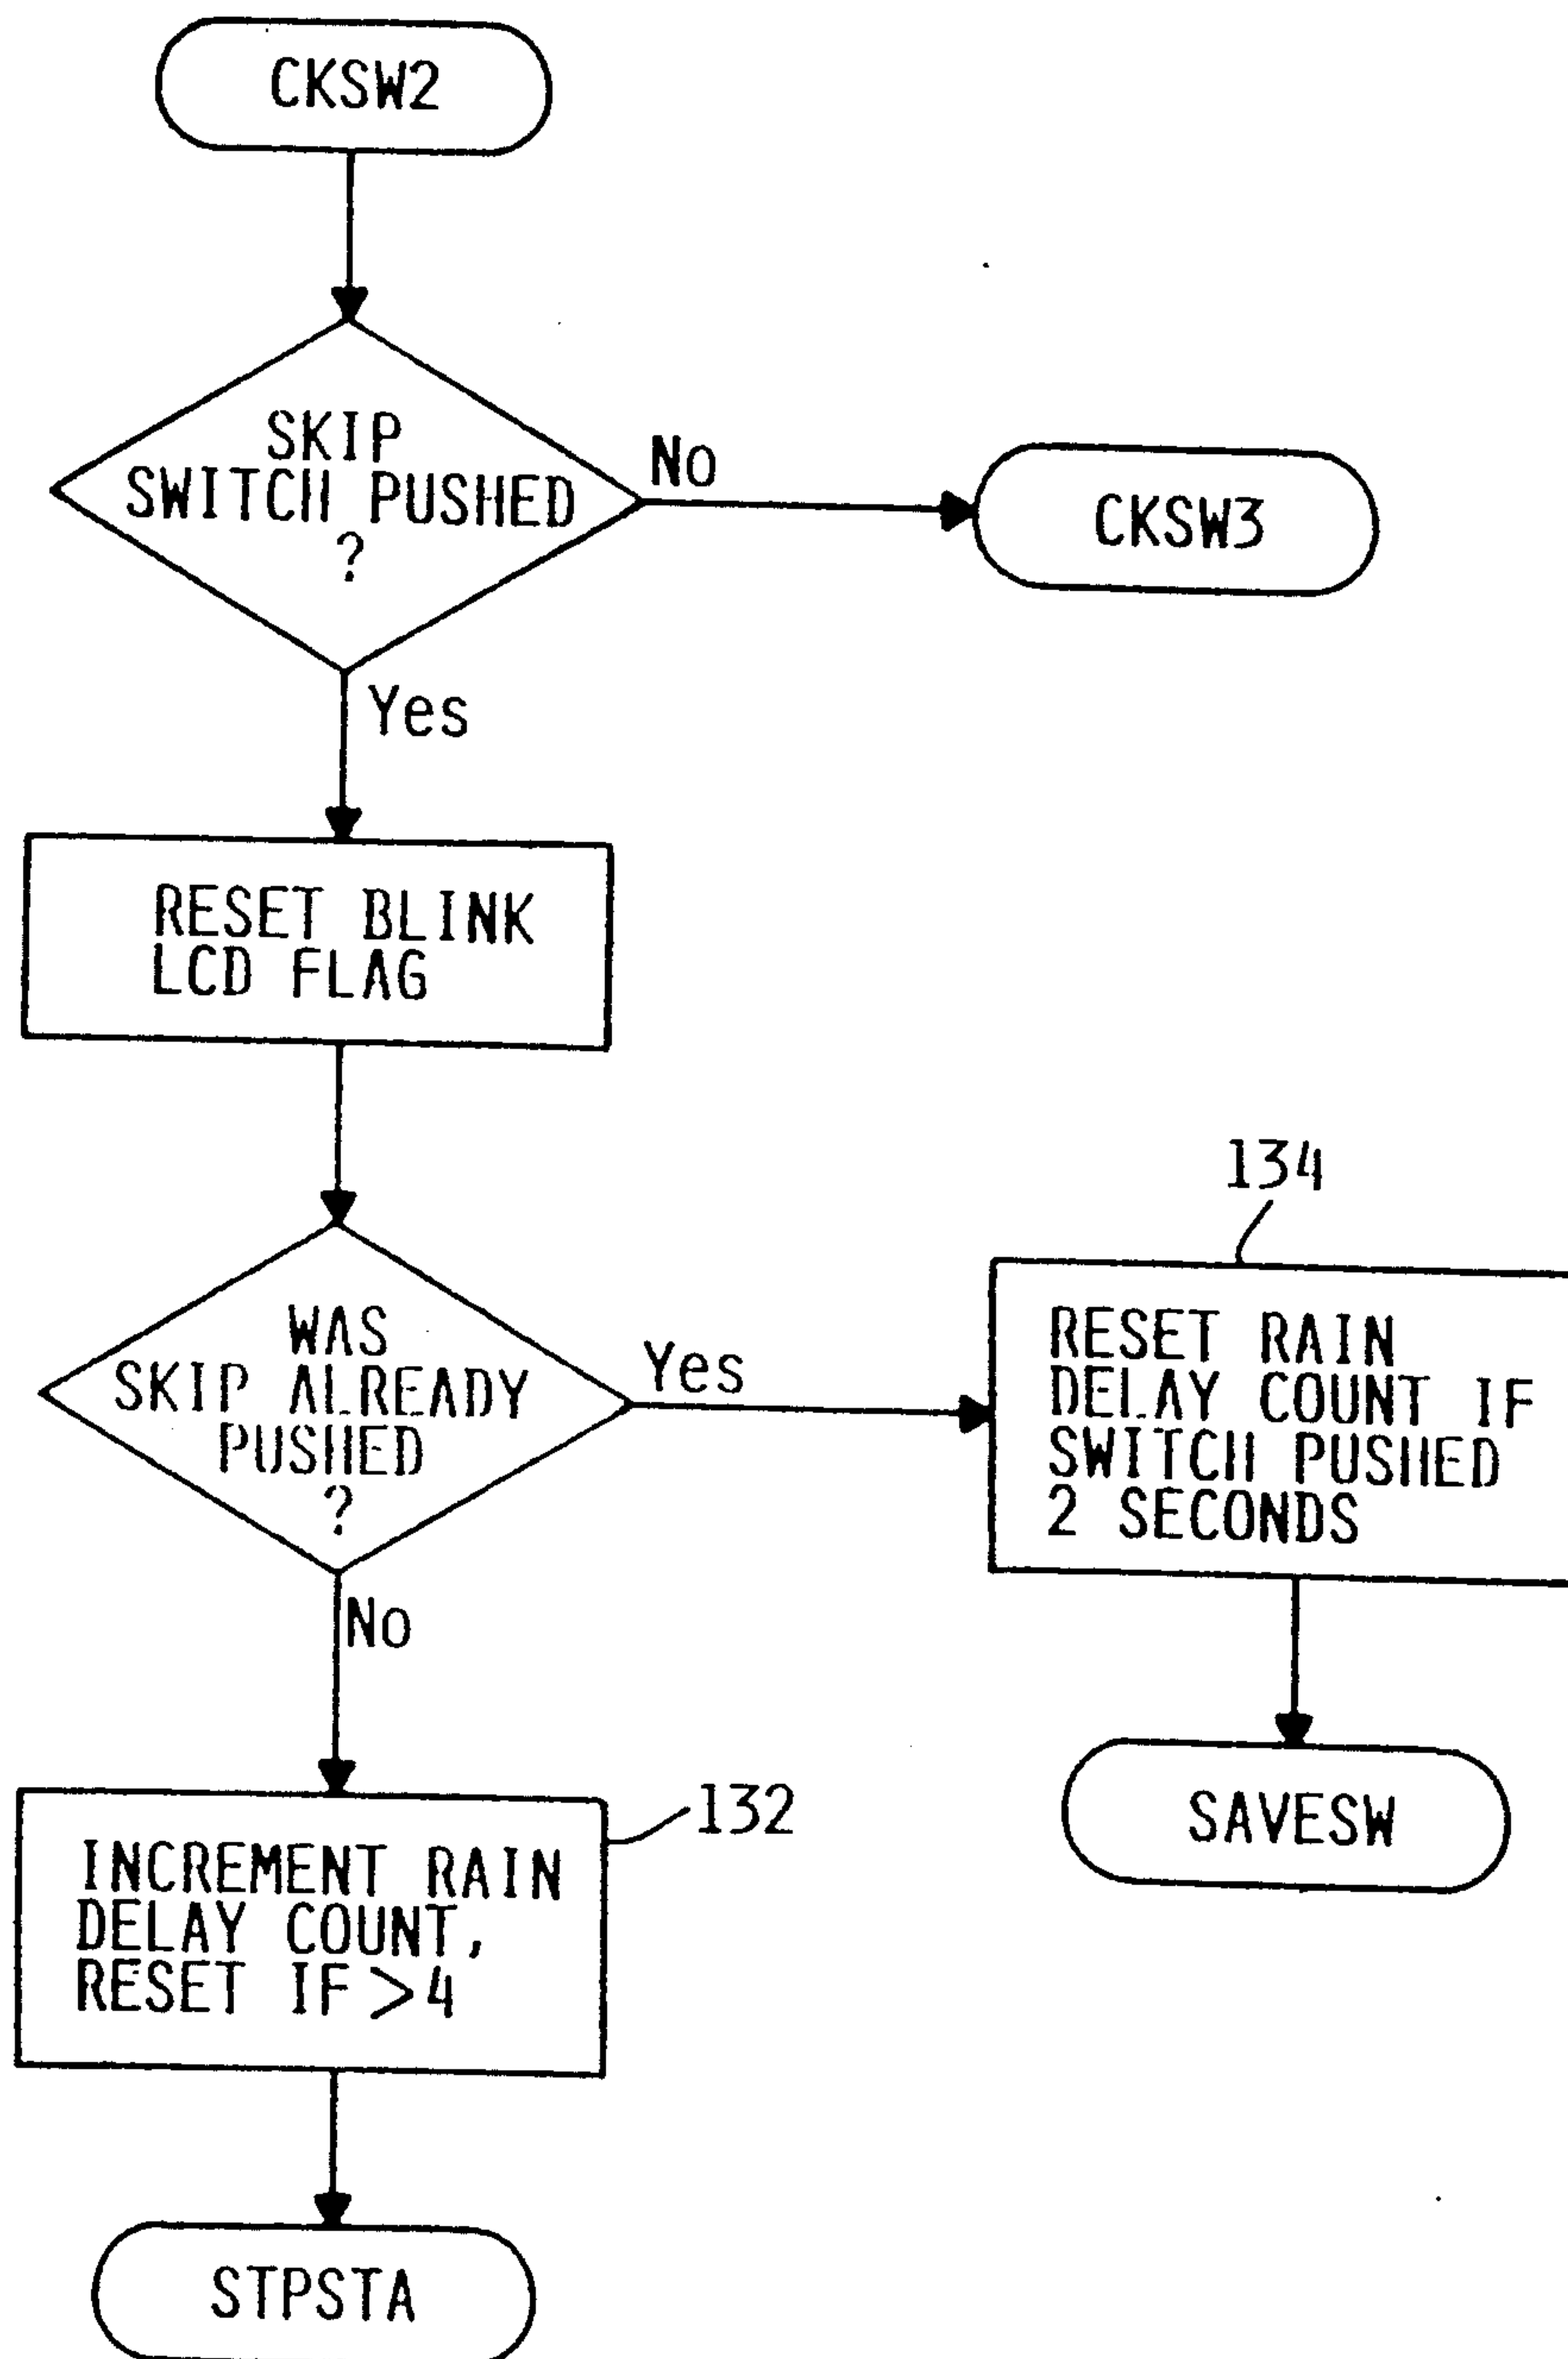 CKSW2
SKIP
SWITCH PUSHED
?
No
CKSW3
Yes
RESET BLINK
LCD FLAG
WAS
SKIP ALREADY
PUSHED
?
Yes
134
RESET RAIN
DELAY COUNT IF
SWITCH PUSHED
2 SECONDS
SAVESW
No
132
INCREMENT RAIN
DELAY COUNT,
RESET IF >4
STPSTA